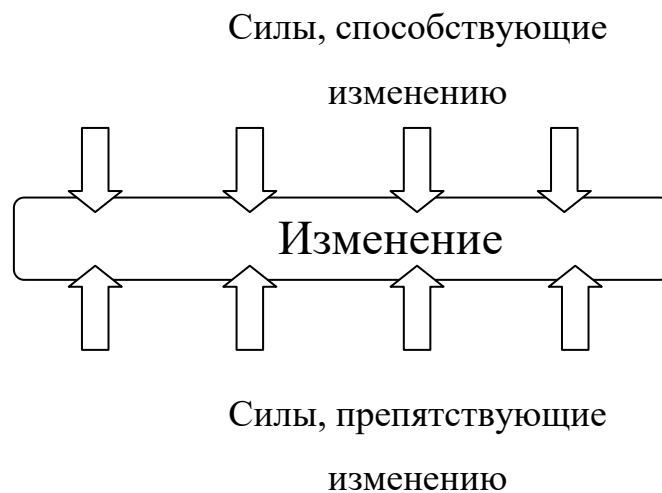 Силы, способствующие
изменению
Изменение
Силы, препятствующие
изменению